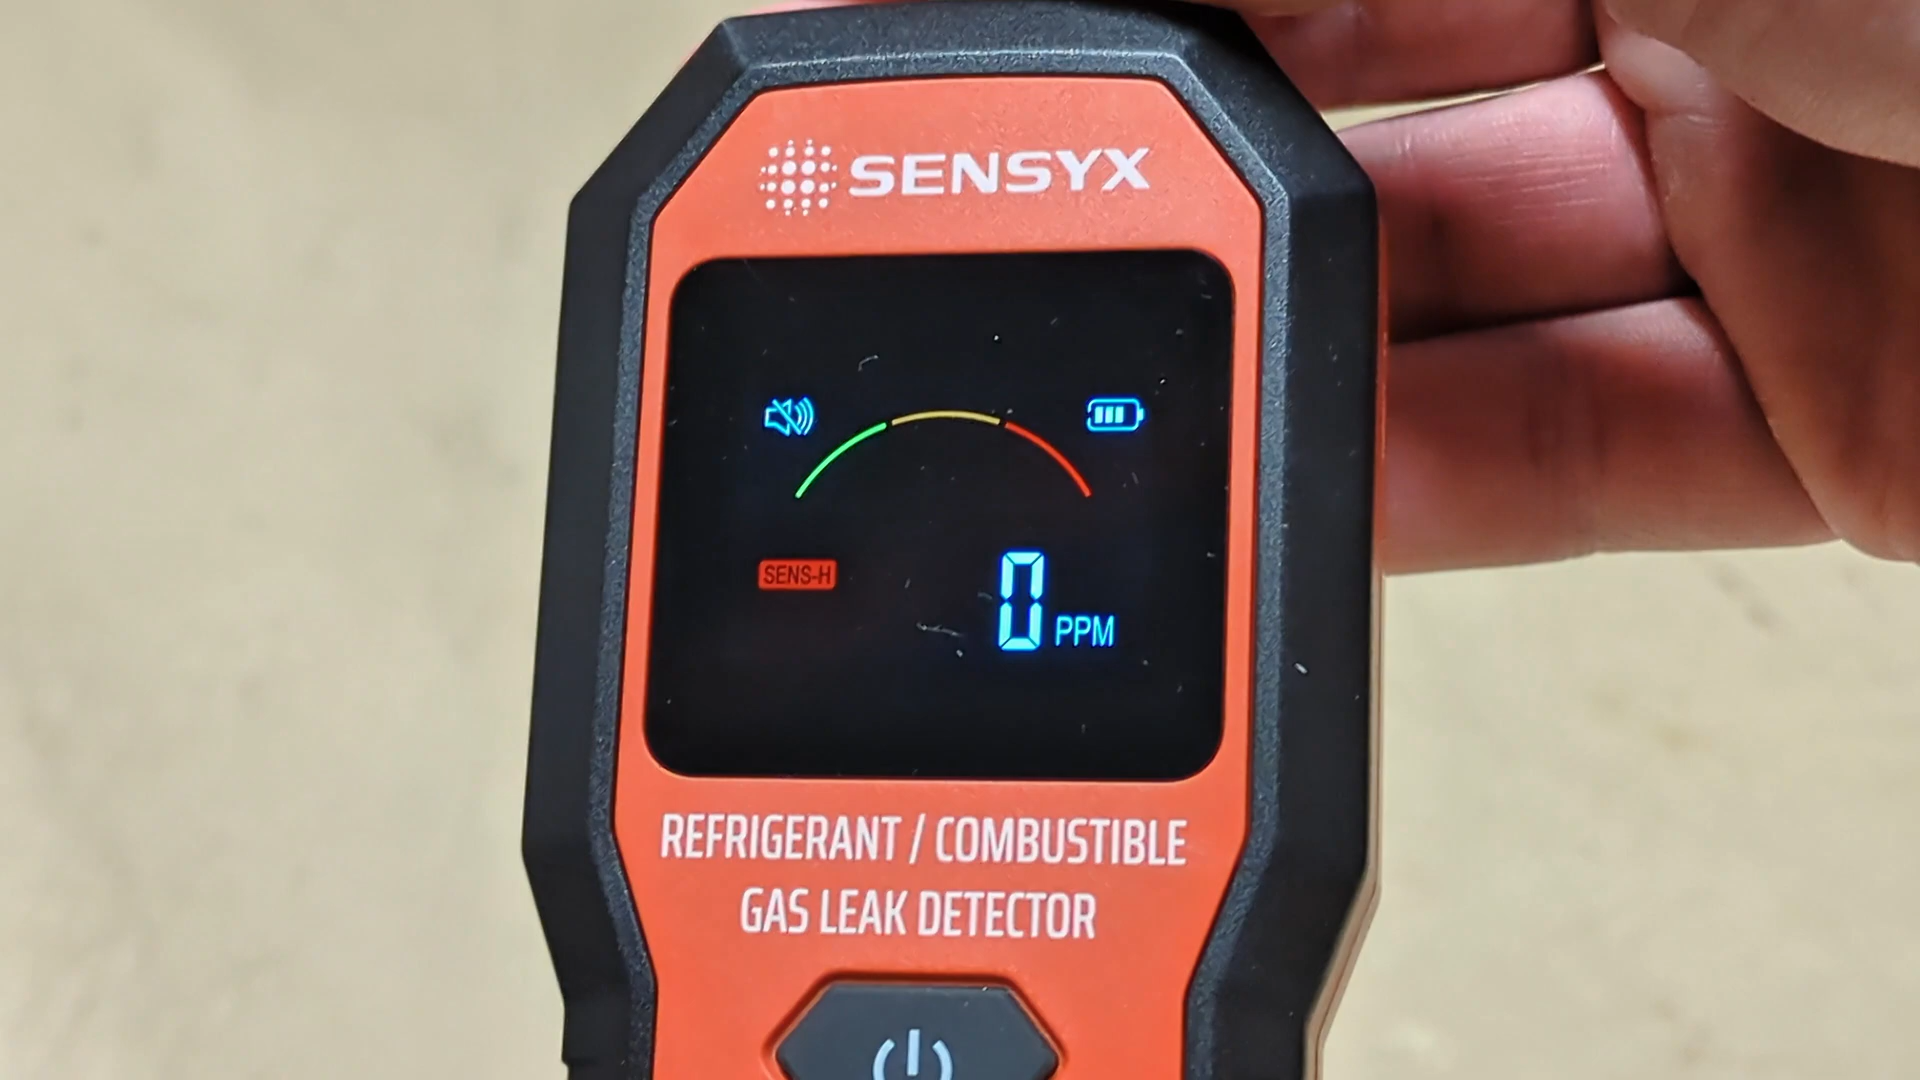 SENSYX
SENS-H
0 PPM
REFRIGERANT / COMBUSTIBLE
GAS LEAK DETECTOR